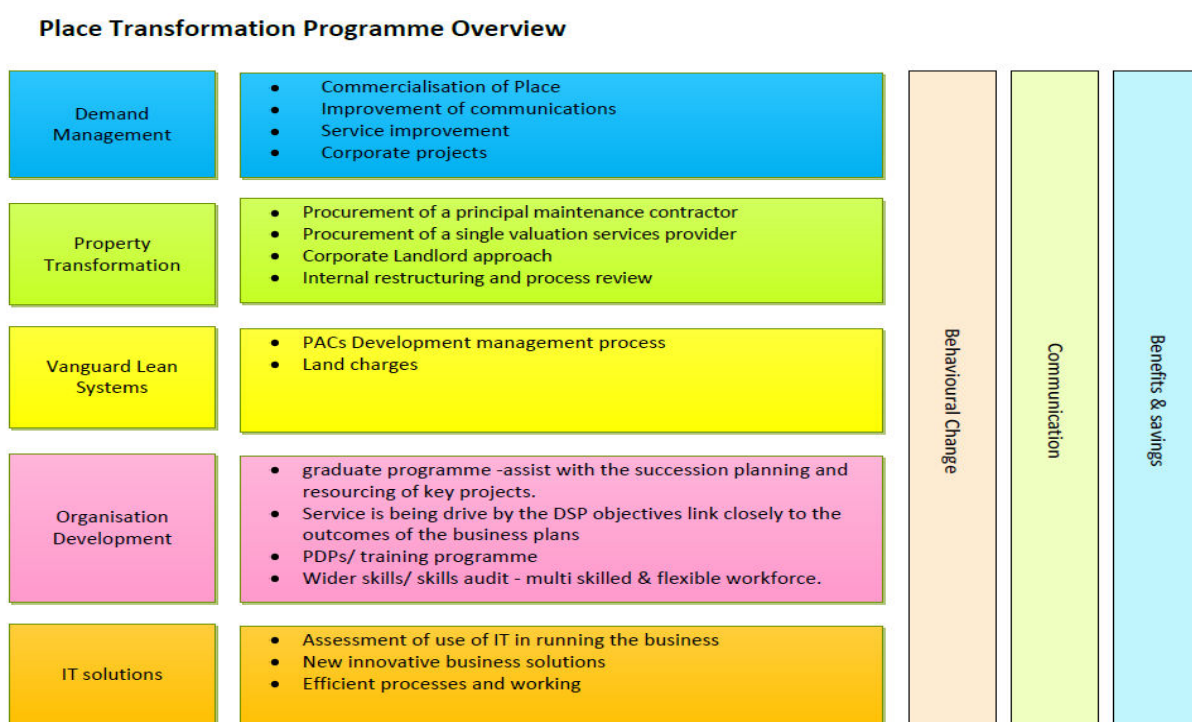 Place Transformation Programme Overview
Demand
Management
• Commercialisation of Place
• Improvement of communications
• Service improvement
• Corporate projects
Property
Transformation
• Procurement of a principal maintenance contractor
• Procurement of a single valuation services provider
• Corporate Landlord approach
• Internal restructuring and process review
Vanguard Lean
Systems
• PACs Development management process
• Land charges
Organisation
Development
• graduate programme -assist with the succession planning and
resourcing of key projects.
• Service is being drive by the DSP objectives link closely to the
outcomes of the business plans
• PDPs/ training programme
• Wider skills/ skills audit - multi skilled & flexible workforce.
IT solutions
• Assessment of use of IT in running the business
• New innovative business solutions
• Efficient processes and working
Behavioural Change
Communication
Benefits & savings